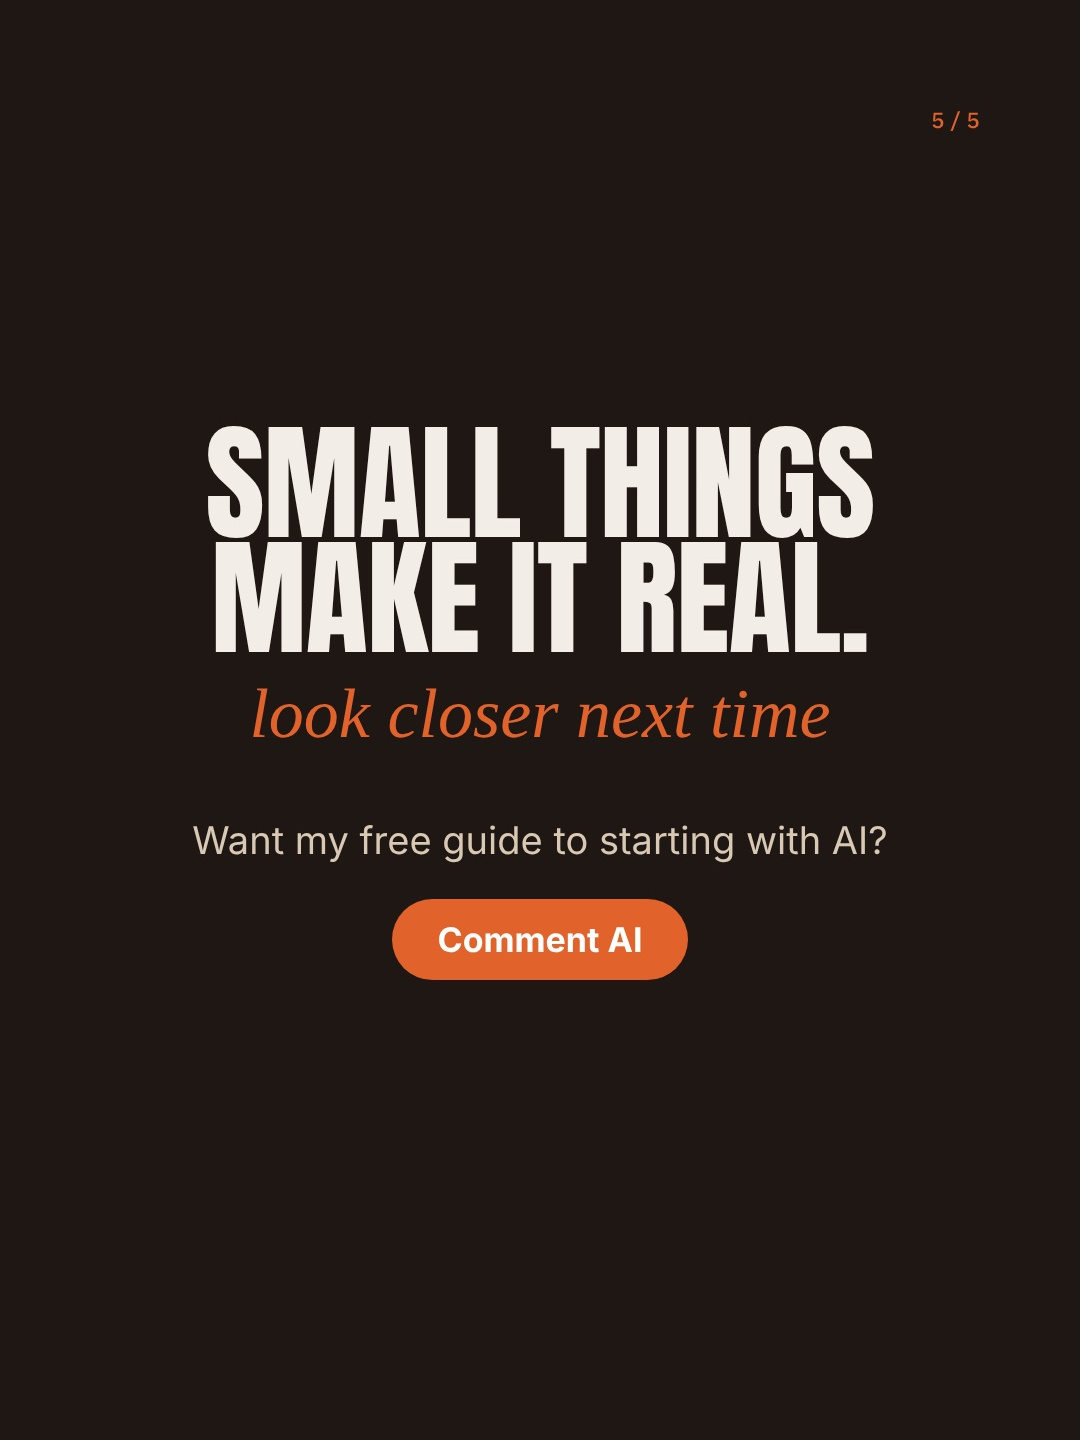 5 / 5
SMALL THINGS
MAKE IT REAL.
look closer next time
Want my free guide to starting with AI?
Comment AI